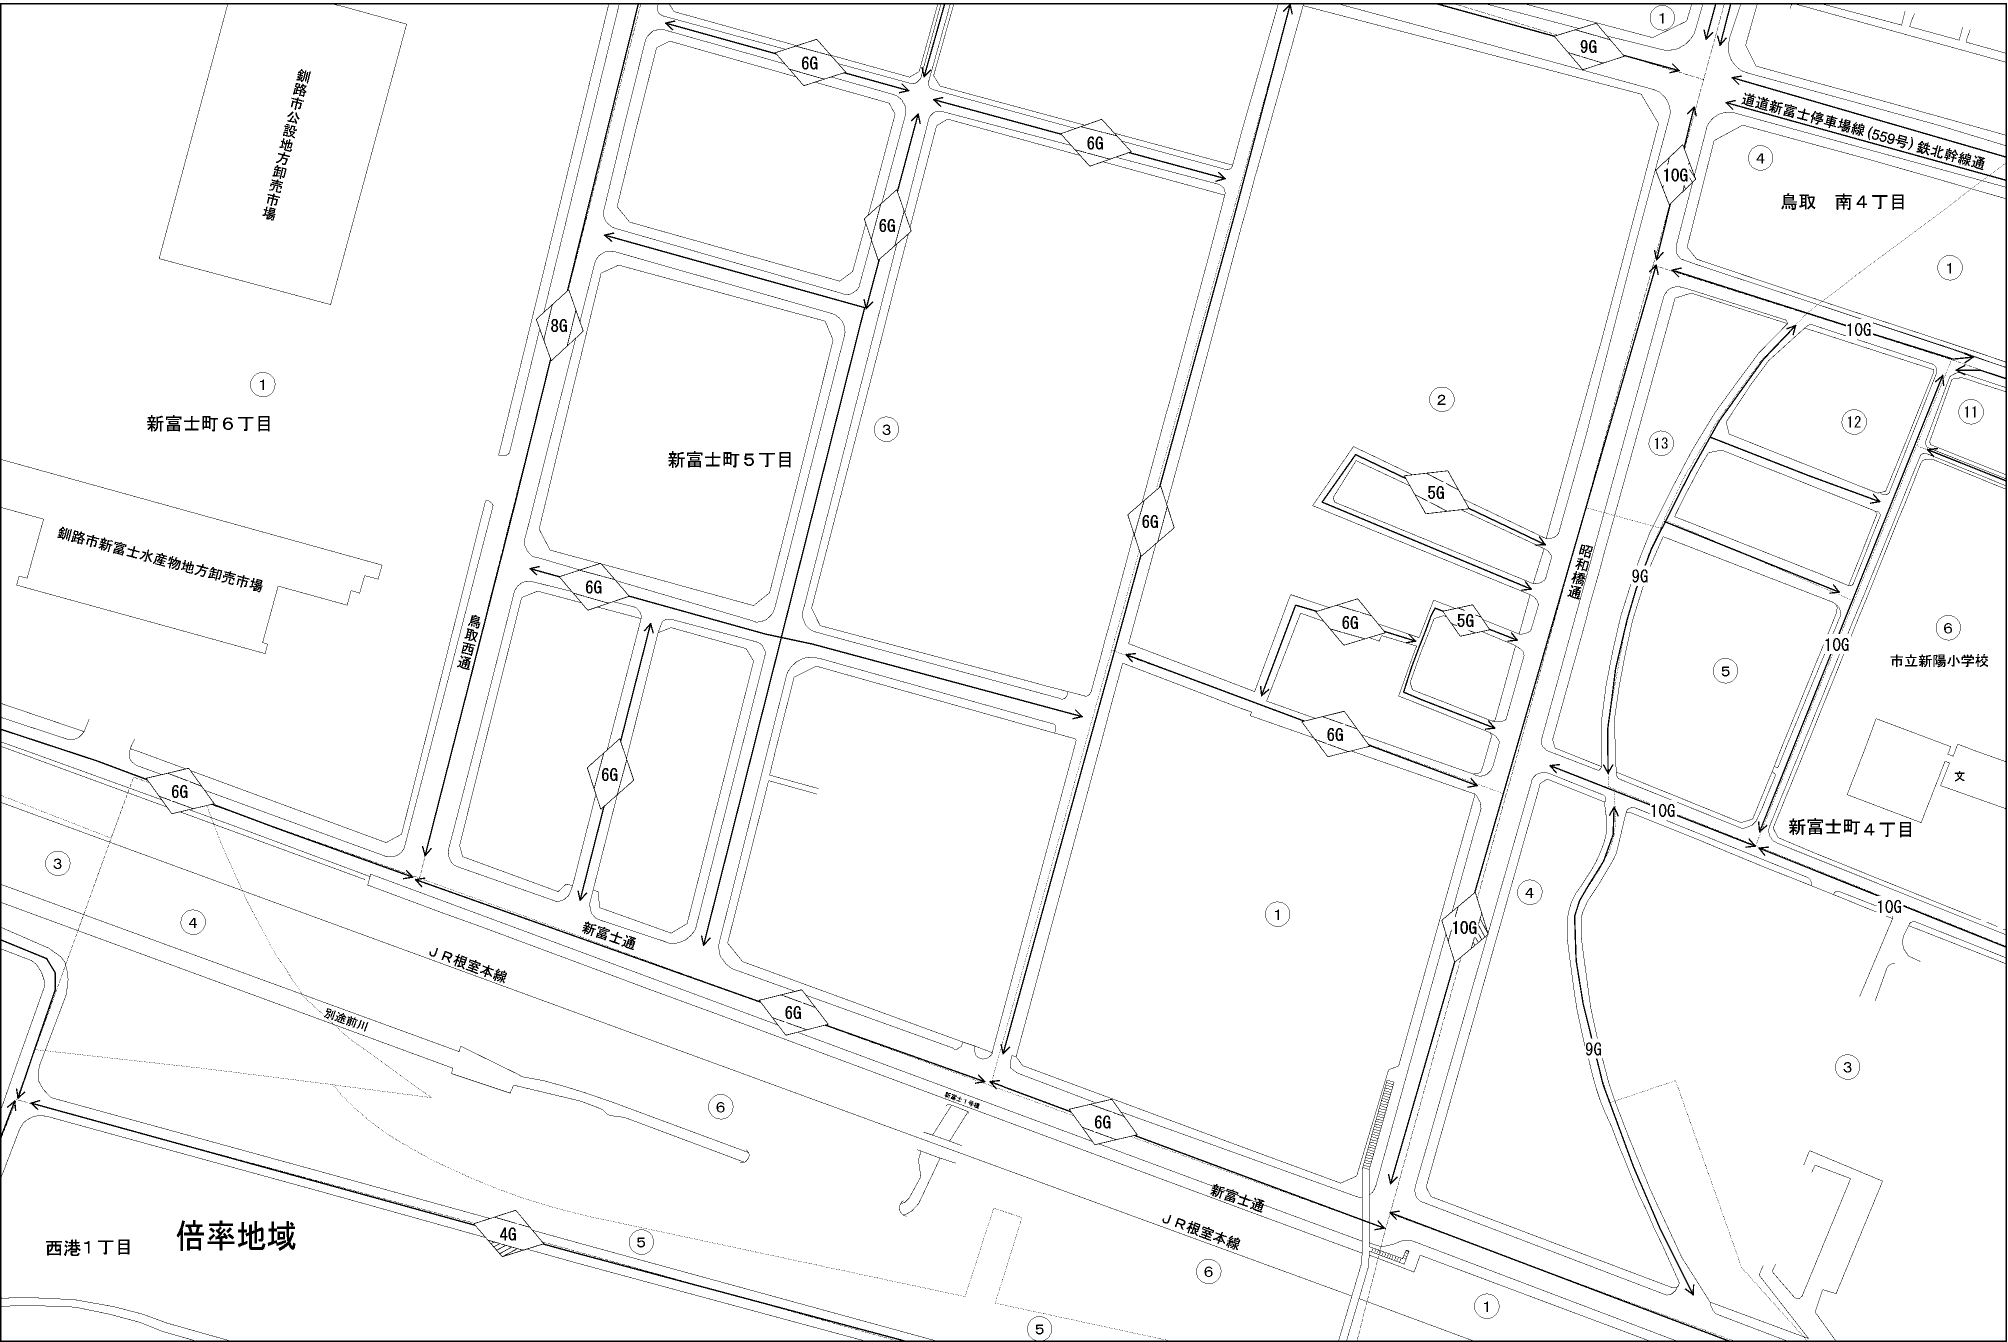 ①
9G
6G
釧路市公設地方卸売市場
道道新富士停車場線(559号)鉄北幹線通
6G
④
10G
鳥取　南４丁目
6G
①
8G
10G
①
②
⑪
新富士町６丁目
⑫
③
⑬
新富士町５丁目
5G
6G
釧路市新富士水産物地方卸売市場
昭和橋通
9G
6G
6G
5G
⑥
鳥取西通
10G
市立新陽小学校
⑤
6G
6G
文
6G
10G
新富士町４丁目
③
④
10G
④
①
10G
新富士通
ＪＲ根室本線
6G
別途前川
9G
③
新富士１号橋
⑥
6G
新富士通
西港１丁目
倍率地域
4G
⑤
ＪＲ根室本線
⑥
①
⑤